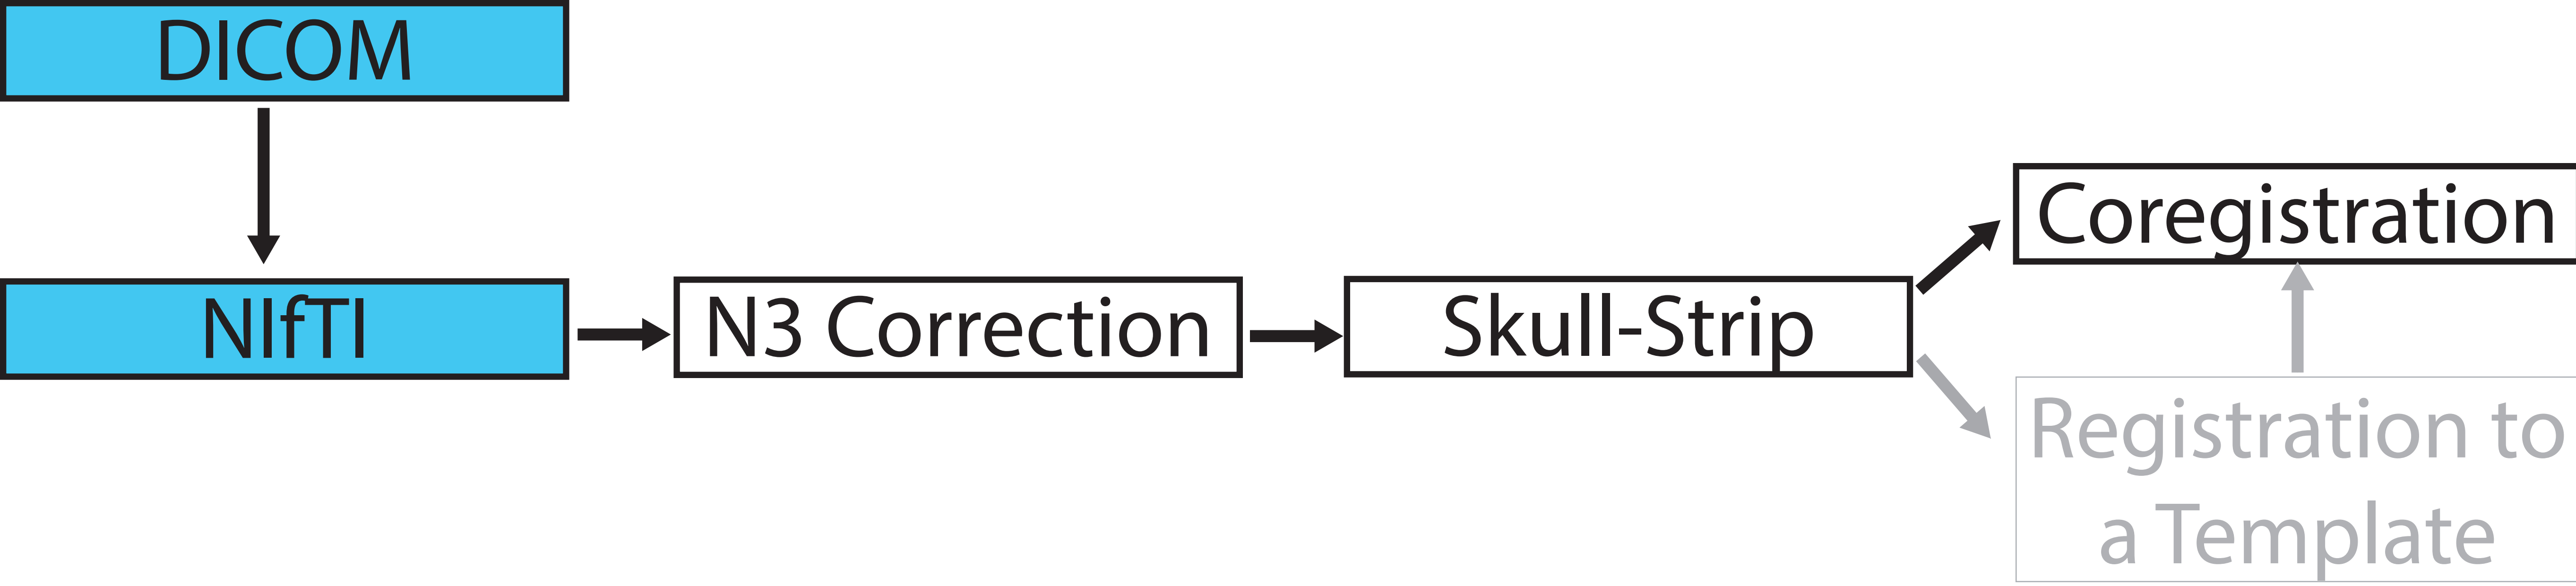 DICOM
NIfTI
N3 Correction
Skull-Strip
Coregistration
Registration to
a Template